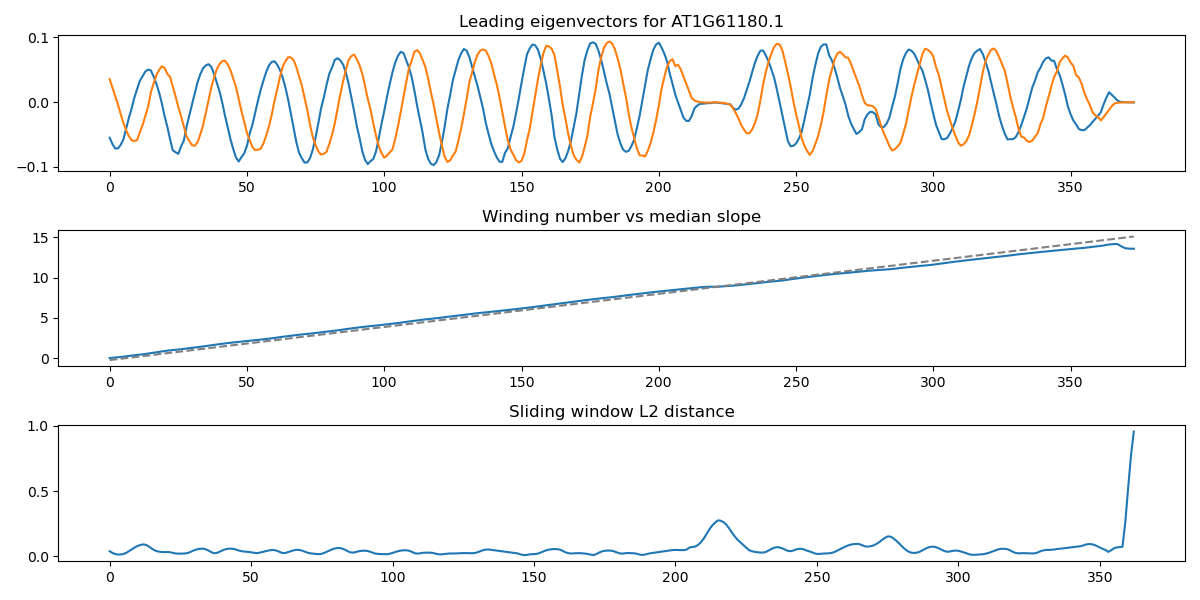 Leading eigenvectors for AT1G61180.1
0.1
0.0
−0.1
0 50 100 150 200 250 300 350
Winding number vs median slope
15
10
5
0
0 50 100 150 200 250 300 350
Sliding window L2 distance
1.0
0.5
0.0
0 50 100 150 200 250 300 350